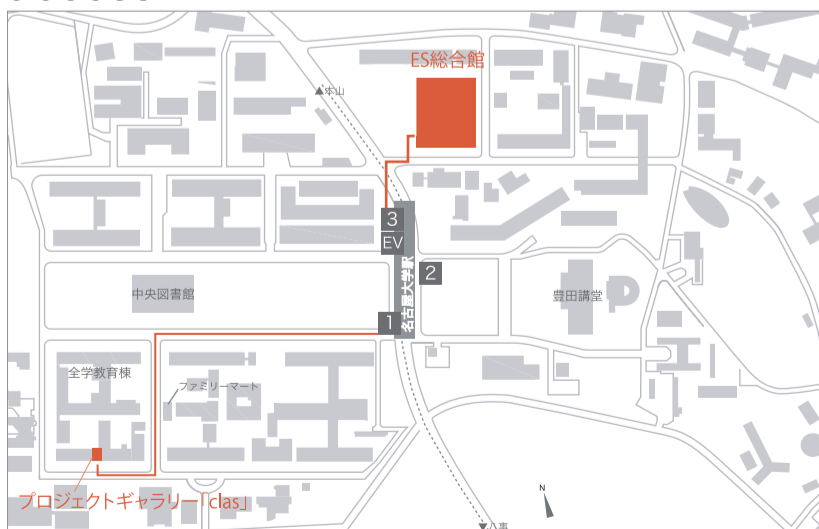 ES総合館
▲本山
3
EV
名古屋大学駅
2
1
中央図書館
豊田講堂
全学教育棟
ファミリーマート
プロジェクトギャラリー「clas」
N
▼八事